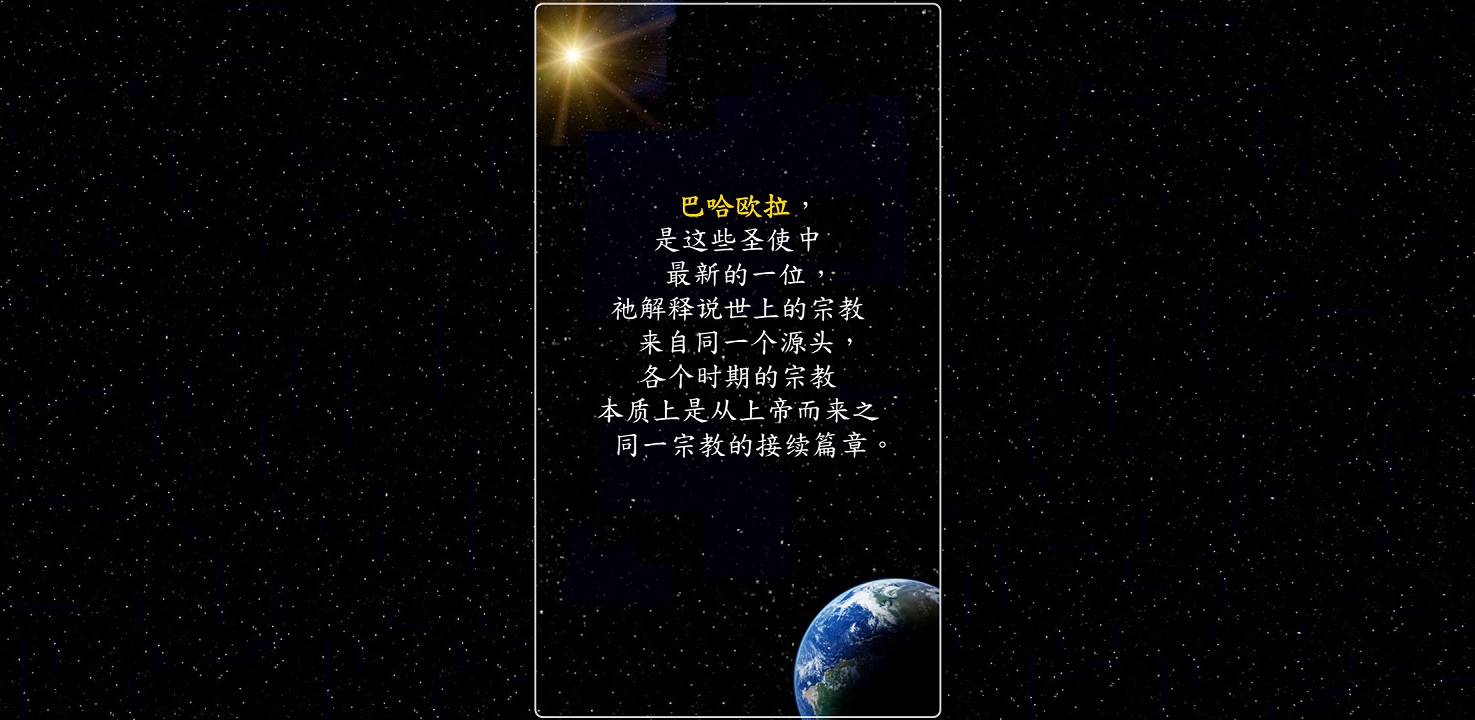 巴哈欧拉，
是这些圣使中
最新的一位，
祂解释说世上的宗教
来自同一个源头，
各个时期的宗教
本质上是从上帝而来之
同一宗教的接续篇章。